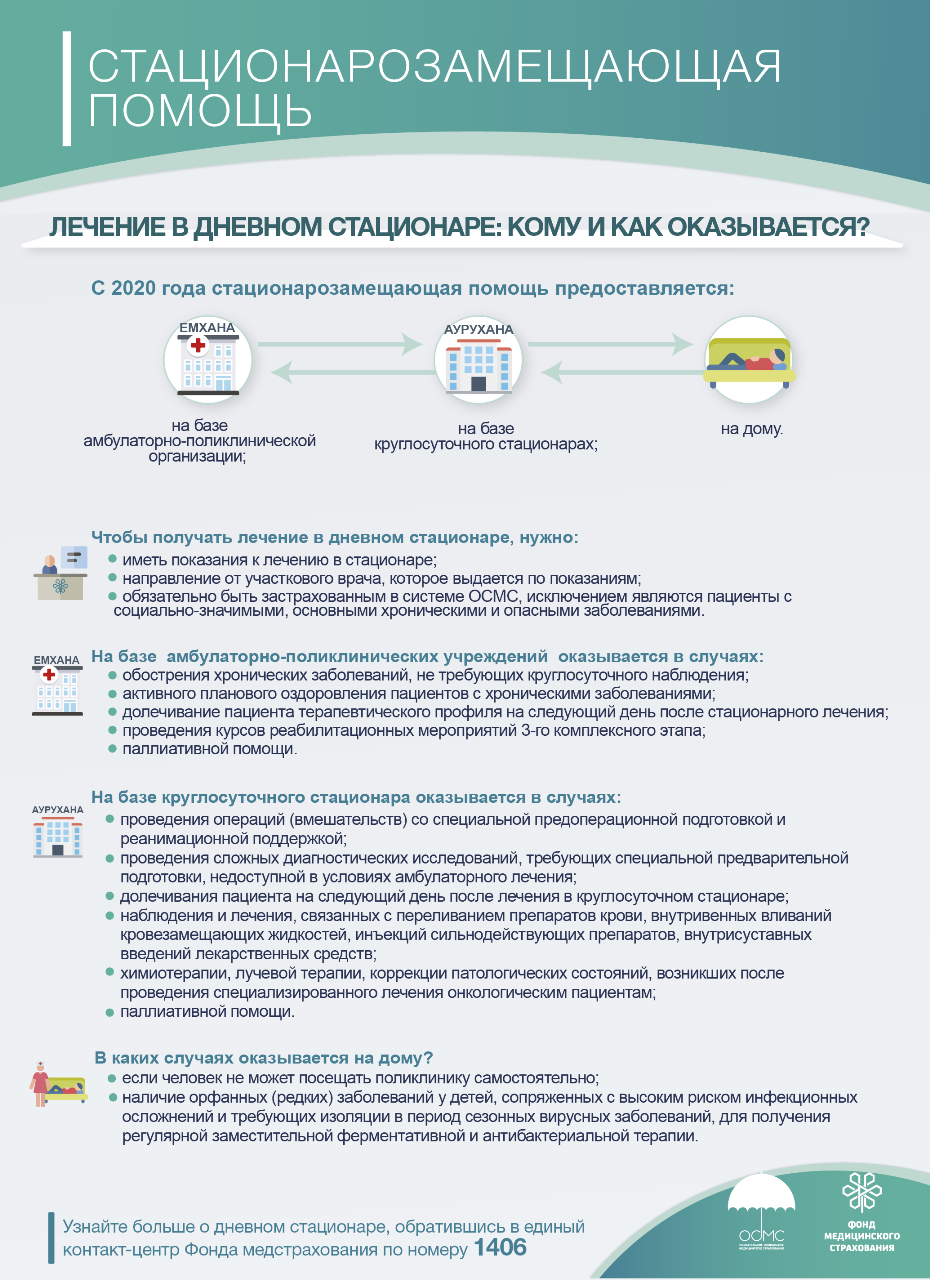 СТАЦИОНАРОЗАМЕЩАЮЩАЯ
ПОМОЩЬ
ЛЕЧЕНИЕ В ДНЕВНОМ СТАЦИОНАРЕ: КОМУ И КАК ОКАЗЫВАЕТСЯ?
С 2020 года стационарозамещающая помощь предоставляется:
ЕМХАНА
АУРУХАНА
на базе
амбулаторно-поликлинической
организации;
на базе
круглосуточного стационарах;
на дому.
Чтобы получать лечение в дневном стационаре, нужно:
иметь показания к лечению в стационаре;
направление от участкового врача, которое выдается по показаниям;
обязательно быть застрахованным в системе ОСМС, исключением являются пациенты с
социально-значимыми, основными хроническими и опасными заболеваниями.
ЕМХАНА
На базе амбулаторно-поликлинических учреждений оказывается в случаях:
обострения хронических заболеваний, не требующих круглосуточного наблюдения;
активного планового оздоровления пациентов с хроническими заболеваниями;
долечивание пациента терапевтического профиля на следующий день после стационарного лечения;
проведения курсов реабилитационных мероприятий 3-го комплексного этапа;
паллиативной помощи.
АУРУХАНА
На базе круглосуточного стационара оказывается в случаях:
проведения операций (вмешательств) со специальной предоперационной подготовкой и
реанимационной поддержкой;
проведения сложных диагностических исследований, требующих специальной предварительной
подготовки, недоступной в условиях амбулаторного лечения;
долечивания пациента на следующий день после лечения в круглосуточном стационаре;
наблюдения и лечения, связанных с переливанием препаратов крови, внутривенных вливаний
кровезамещающих жидкостей, инъекций сильнодействующих препаратов, внутрисуставных
введений лекарственных средств;
химиотерапии, лучевой терапии, коррекции патологических состояний, возникших после
проведения специализированного лечения онкологическим пациентам;
паллиативной помощи.
В каких случаях оказывается на дому?
если человек не может посещать поликлинику самостоятельно;
наличие орфанных (редких) заболеваний у детей, сопряженных с высоким риском инфекционных
осложнений и требующих изоляции в период сезонных вирусных заболеваний, для получения
регулярной заместительной ферментативной и антибактериальной терапии.
Узнайте больше о дневном стационаре, обратившись в единый
контакт-центр Фонда медстрахования по номеру 1406
ОСМС
ФОНД
МЕДИЦИНСКОГО
СТРАХОВАНИЯ